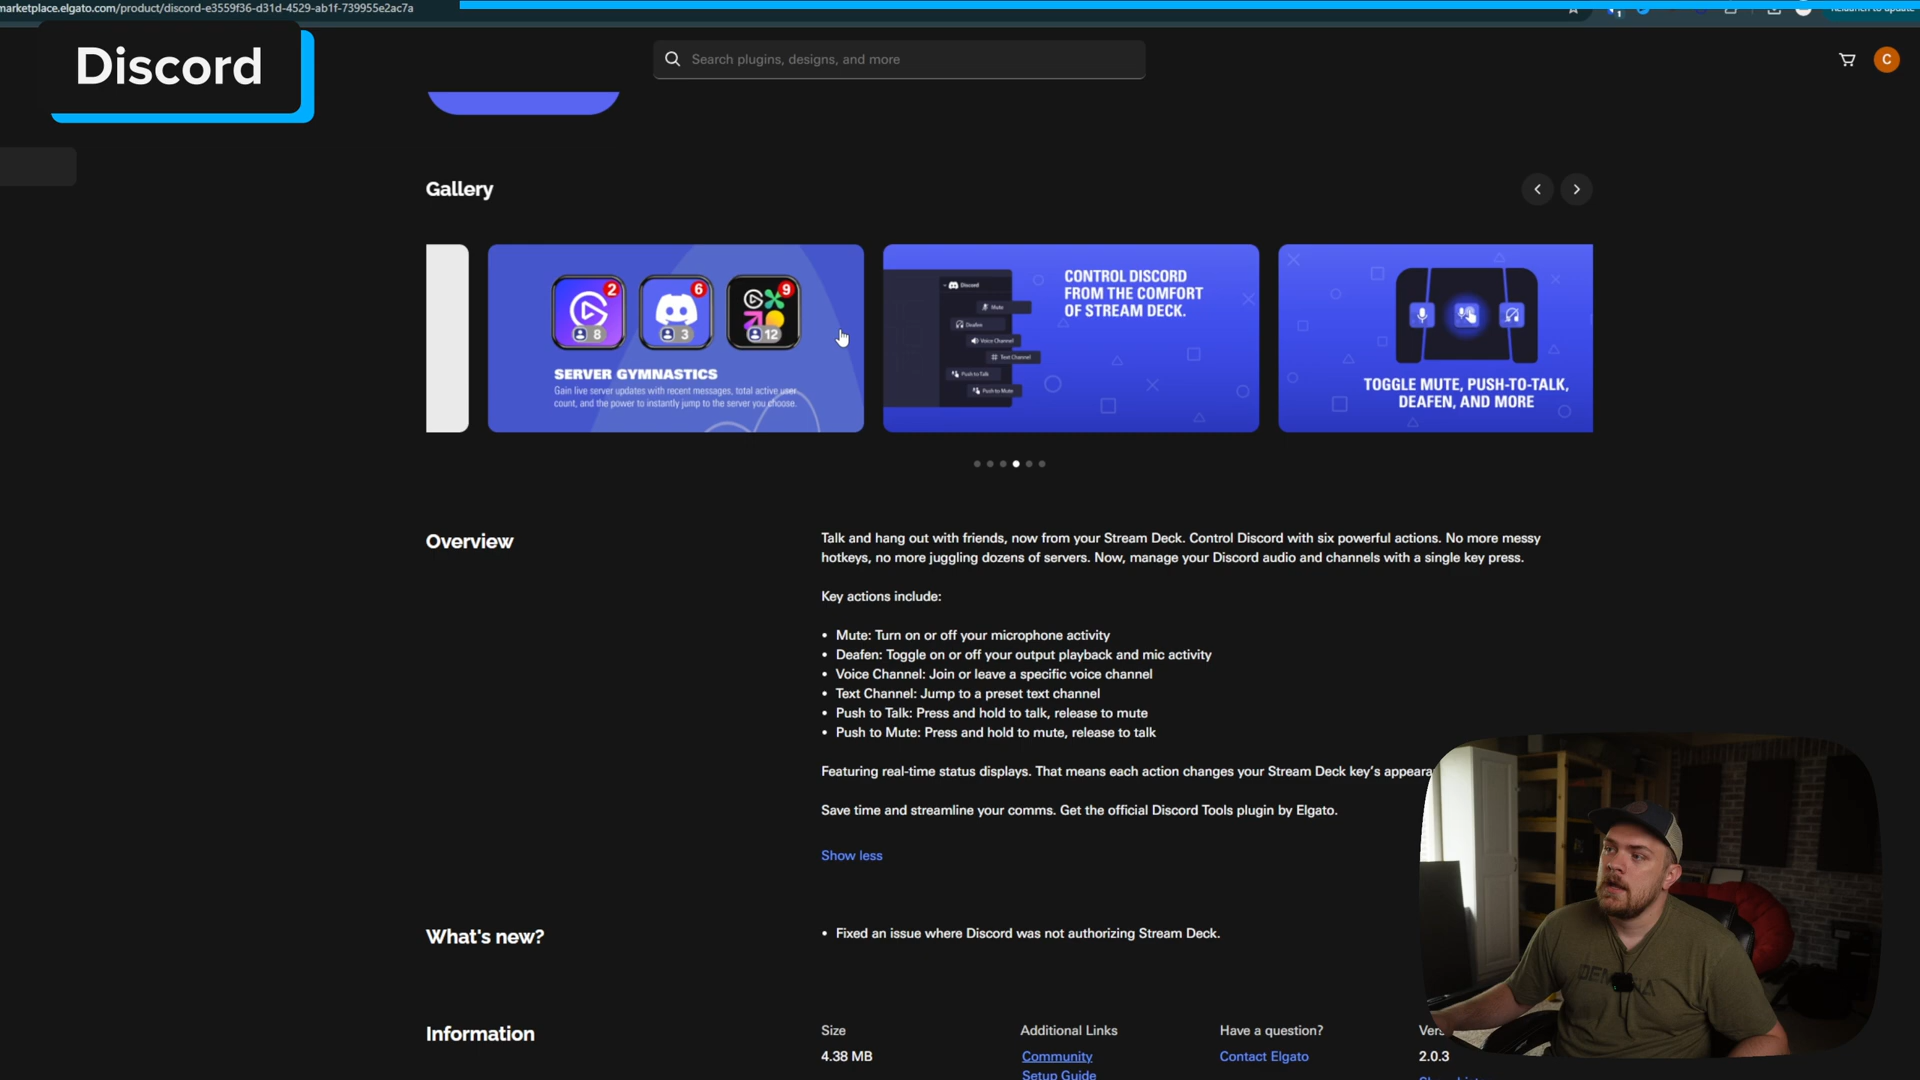 marketplace.elgato.com/product/discord-e3559f36-d31d-4529-ab1f-739955e2ac7a
Relaunch to update
Discord
Search plugins, designs, and more
C
Gallery
2
8
6
3
9
12
SERVER GYMNASTICS
Gain live server updates with recent messages, total active user
count, and the power to instantly jump to the server you choose.
Discord
Mute
Deafen
Voice Channel
Text Channel
Push to Talk
Push to Mute
CONTROL DISCORD
FROM THE COMFORT
OF STREAM DECK.
TOGGLE MUTE, PUSH-TO-TALK,
DEAFEN, AND MORE
Overview
Talk and hang out with friends, now from your Stream Deck. Control Discord with six powerful actions. No more messy
hotkeys, no more juggling dozens of servers. Now, manage your Discord audio and channels with a single key press.
Key actions include:
• Mute: Turn on or off your microphone activity
• Deafen: Toggle on or off your output playback and mic activity
• Voice Channel: Join or leave a specific voice channel
• Text Channel: Jump to a preset text channel
• Push to Talk: Press and hold to talk, release to mute
• Push to Mute: Press and hold to mute, release to talk
Featuring real-time status displays. That means each action changes your Stream Deck key's appeara
Save time and streamline your comms. Get the official Discord Tools plugin by Elgato.
Show less
What's new?
• Fixed an issue where Discord was not authorizing Stream Deck.
Information
Size
4.38 MB
Additional Links
Community
Setup Guide
Have a question?
Contact Elgato
Vers
2.0.3